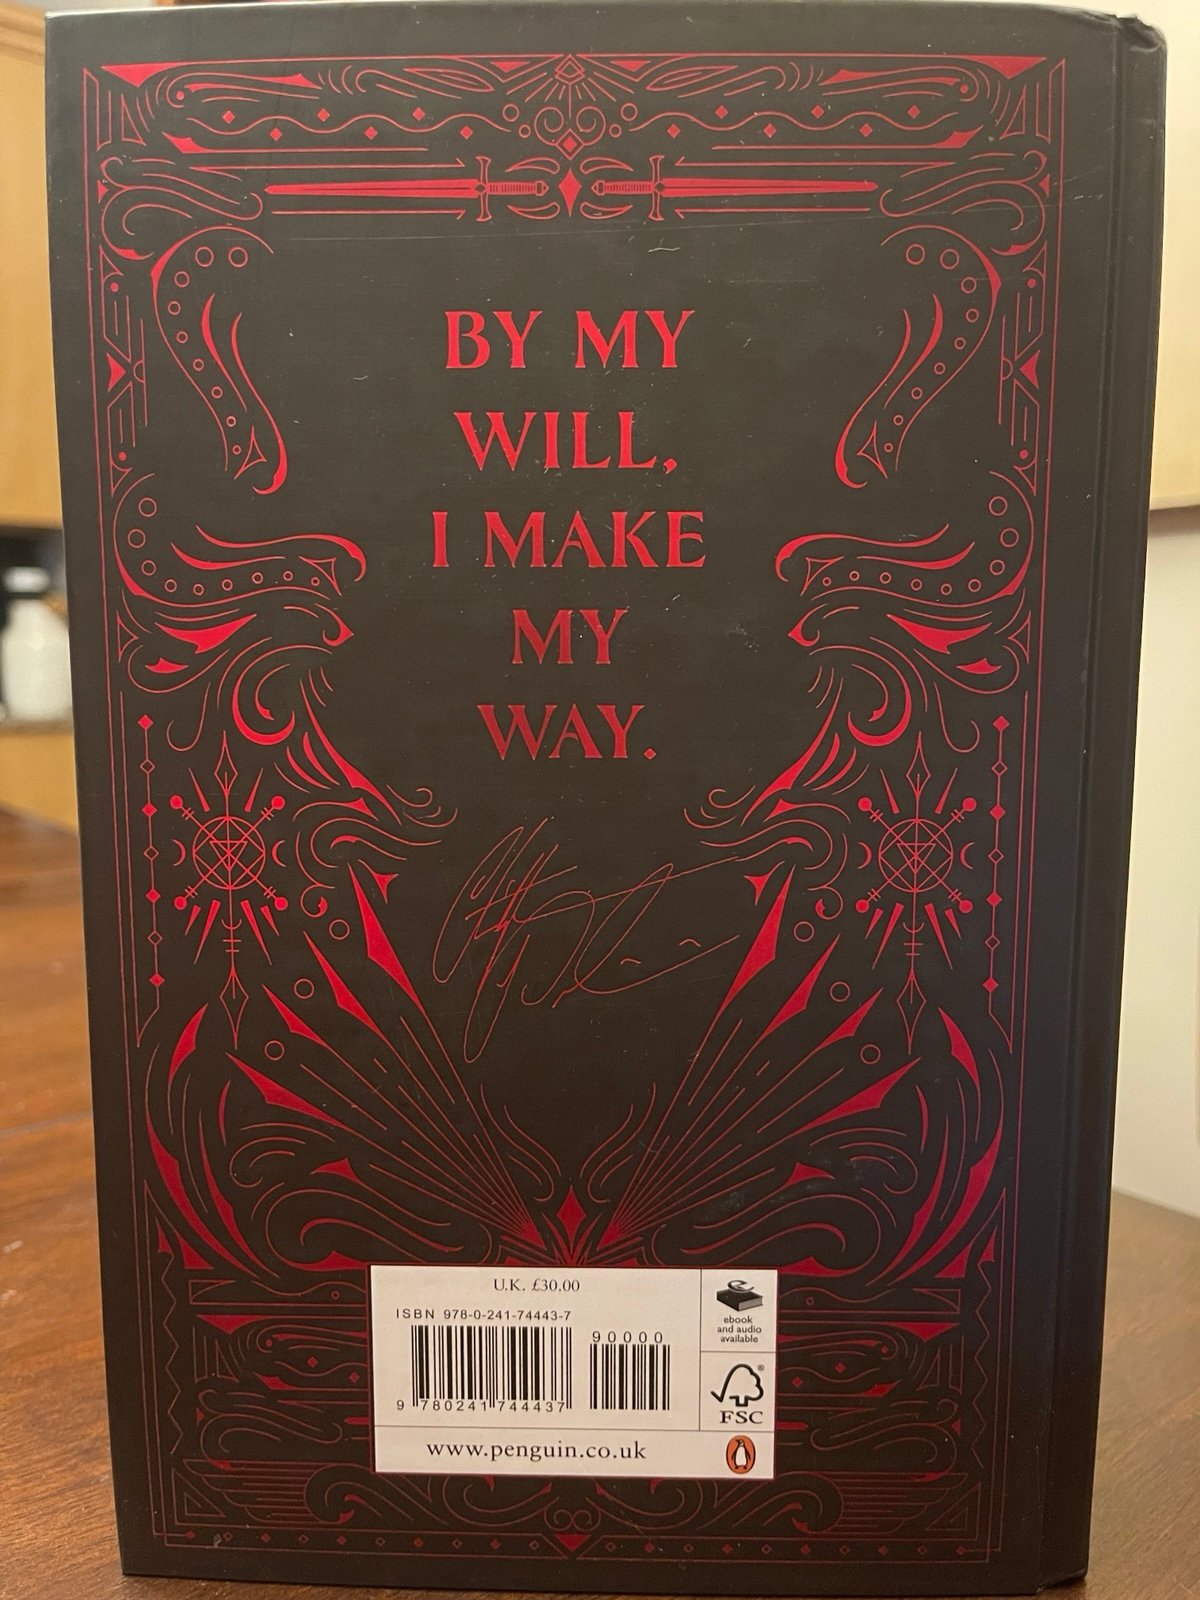 BY MY
WILL,
I MAKE
MY
WAY.
U.K. £30.00
ISBN 978-0-241-74443-7
90000
9 780241 744437
ebook
and audio
available
FSC
www.penguin.co.uk